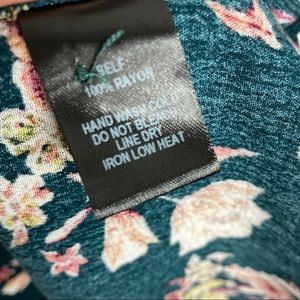 SELF
100% RAYON
HAND WASH COLD
DO NOT BLEACH
LINE DRY
IRON LOW HEAT